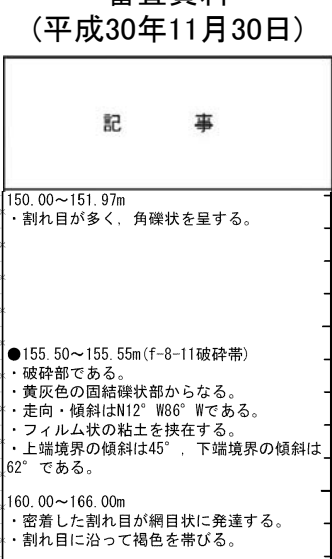 審査資料
(平成30年11月30日)
記 事
150.00～151.97m
・割れ目が多く，角礫状を呈する。
●155.50～155.55m(f-8-11破砕帯)
・破砕部である。
・黄灰色の固結礫状部からなる。
・走向・傾斜はN12°W86°Wである。
・フィルム状の粘土を挟在する。
・上端境界の傾斜は45°，下端境界の傾斜は
62°である。
160.00～166.00m
・密着した割れ目が網目状に発達する。
・割れ目に沿って褐色を帯びる。